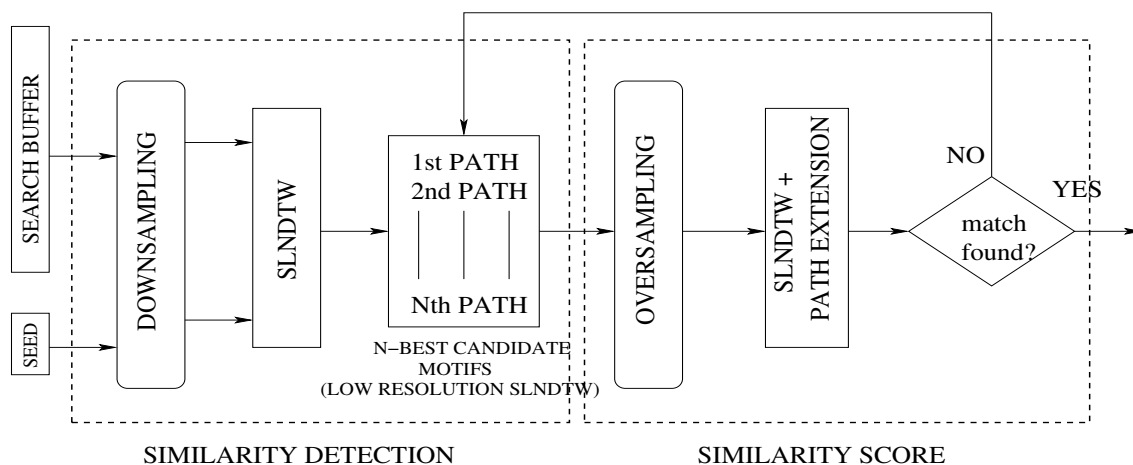 SEARCH BUFFER
SEED
DOWNSAMPLING
SLNDTW
1st PATH
2nd PATH
Nth PATH
N−BEST CANDIDATE
MOTIFS
(LOW RESOLUTION SLNDTW)
SIMILARITY DETECTION
OVERSAMPLING
SLNDTW +
PATH EXTENSION
match
found?
NO
YES
SIMILARITY SCORE